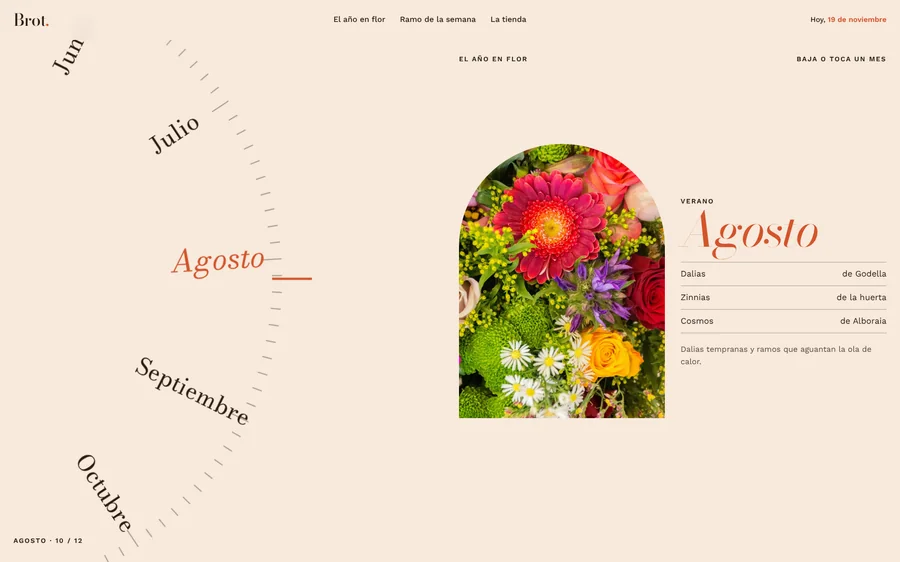 Brot.
El año en flor
Ramo de la semana
La tienda
Hoy, 19 de noviembre
Jun
Julio
Agosto
Septiembre
Octubre
AGOSTO · 10 / 12
EL AÑO EN FLOR
BAJA O TOCA UN MES
VERANO
Agosto
Dalias de Godella
Zinnias de la huerta
Cosmos de Alboraia
Dalias tempranas y ramos que aguantan la ola de
calor.